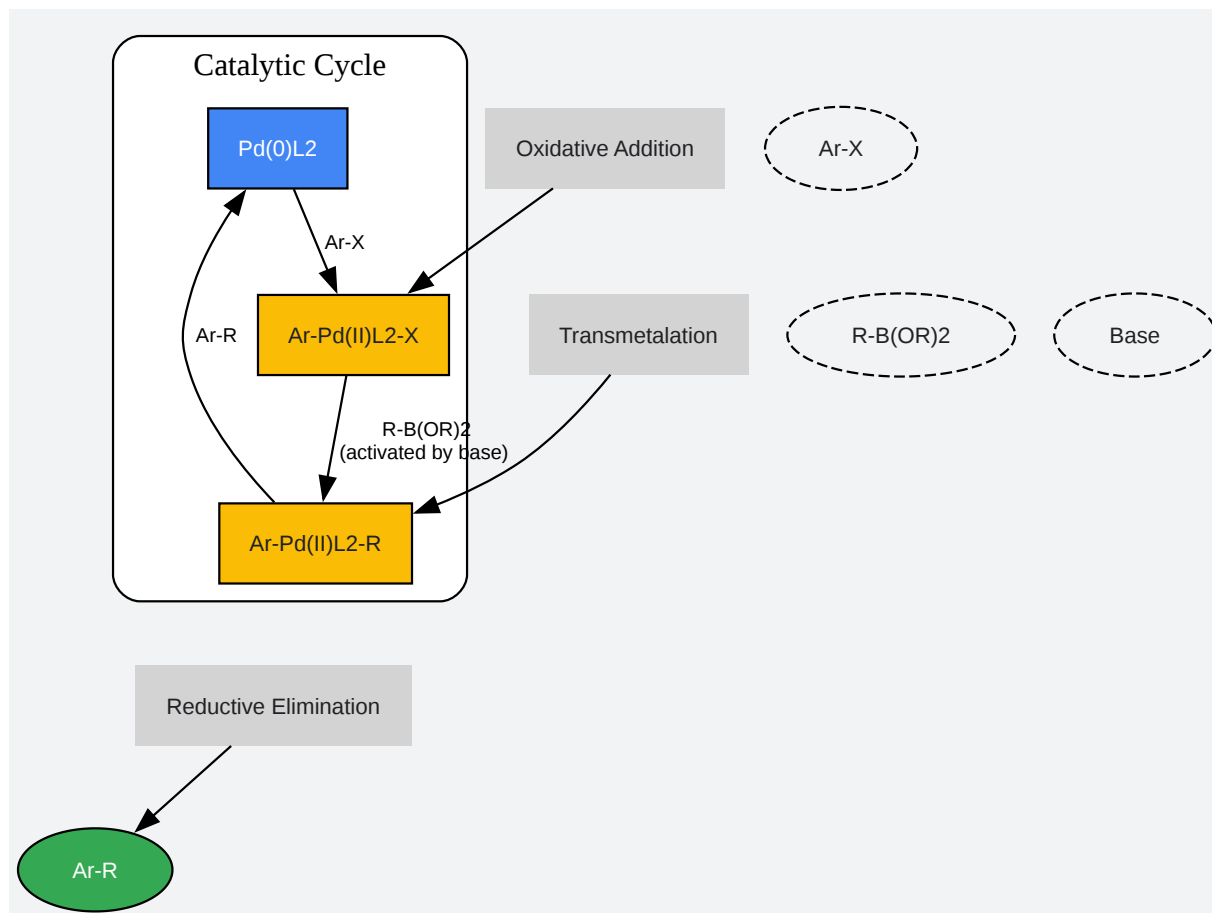 Catalytic Cycle
Pd(0)L2
Oxidative Addition
Ar-X
Ar-X
Ar-R
Ar-Pd(II)L2-X
Transmetalation
R-B(OR)2
Base
R-B(OR)2
(activated by base)
Ar-Pd(II)L2-R
Reductive Elimination
Ar-R